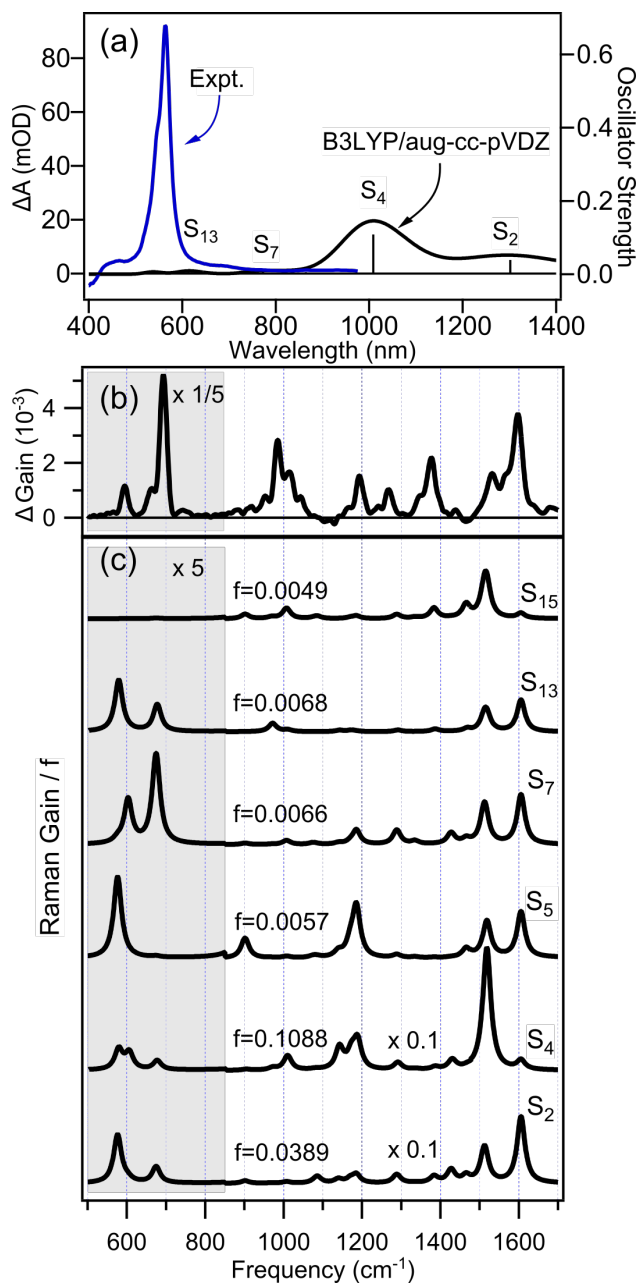 (a)
80
60
40
20
0
ΔA (mOD)
0.6
0.4
0.2
0.0
Oscillator Strength
Expt.
B3LYP/aug-cc-pVDZ
S4
S13
S7
S2
400 600 800 1000 1200 1400
Wavelength (nm)
(b)
x 1/5
4
2
0
Δ Gain (10-3)
(c)
x 5
f=0.0049
S15
f=0.0068
S13
f=0.0066
S7
f=0.0057
S5
f=0.1088
x 0.1
S4
f=0.0389
x 0.1
S2
Raman Gain / f
600 800 1000 1200 1400 1600
Frequency (cm-1)